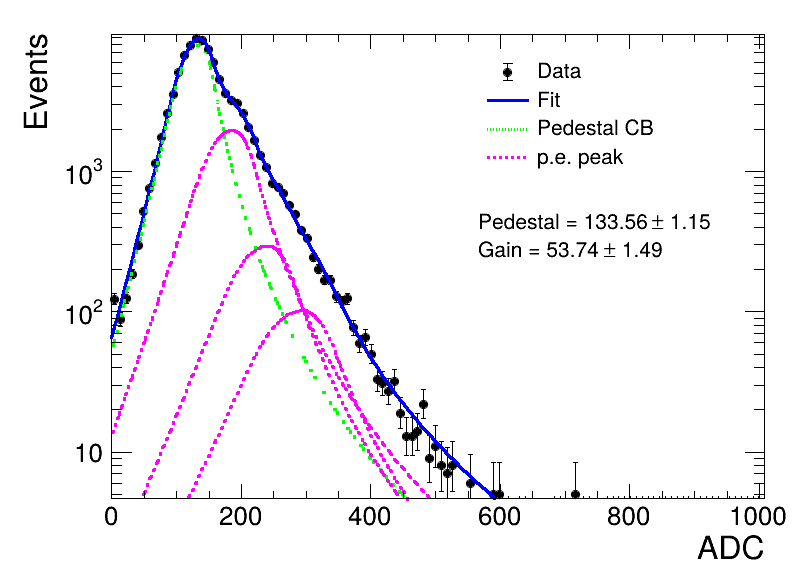 Events
10³
10²
10
Data
Fit
Pedestal CB
p.e. peak
Pedestal = 133.56 ± 1.15
Gain = 53.74 ± 1.49
0 200 400 600 800 1000
ADC